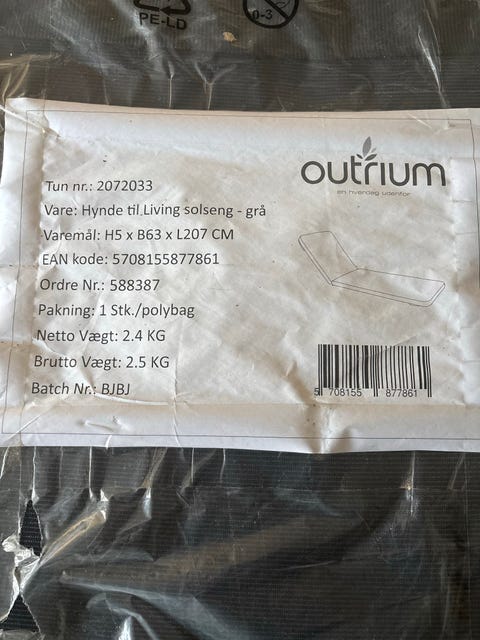 PE-LD
0-3
outrium
en hverdag udenfor
Tun nr.: 2072033
Vare: Hynde til Living solseng - grå
Varemål: H5 x B63 x L207 CM
EAN kode: 5708155877861
Ordre Nr.: 588387
Pakning: 1 Stk./polybag
Netto Vægt: 2.4 KG
Brutto Vægt: 2.5 KG
Batch Nr.: BJBJ
5 708155 877861